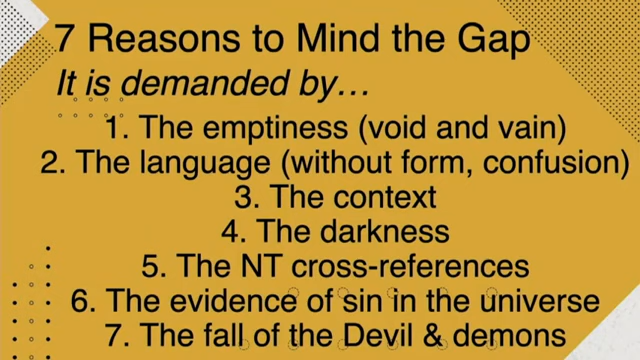 7 Reasons to Mind the Gap
It is demanded by…
1. The emptiness (void and vain)
2. The language (without form, confusion)
3. The context
4. The darkness
5. The NT cross-references
6. The evidence of sin in the universe
7. The fall of the Devil & demons